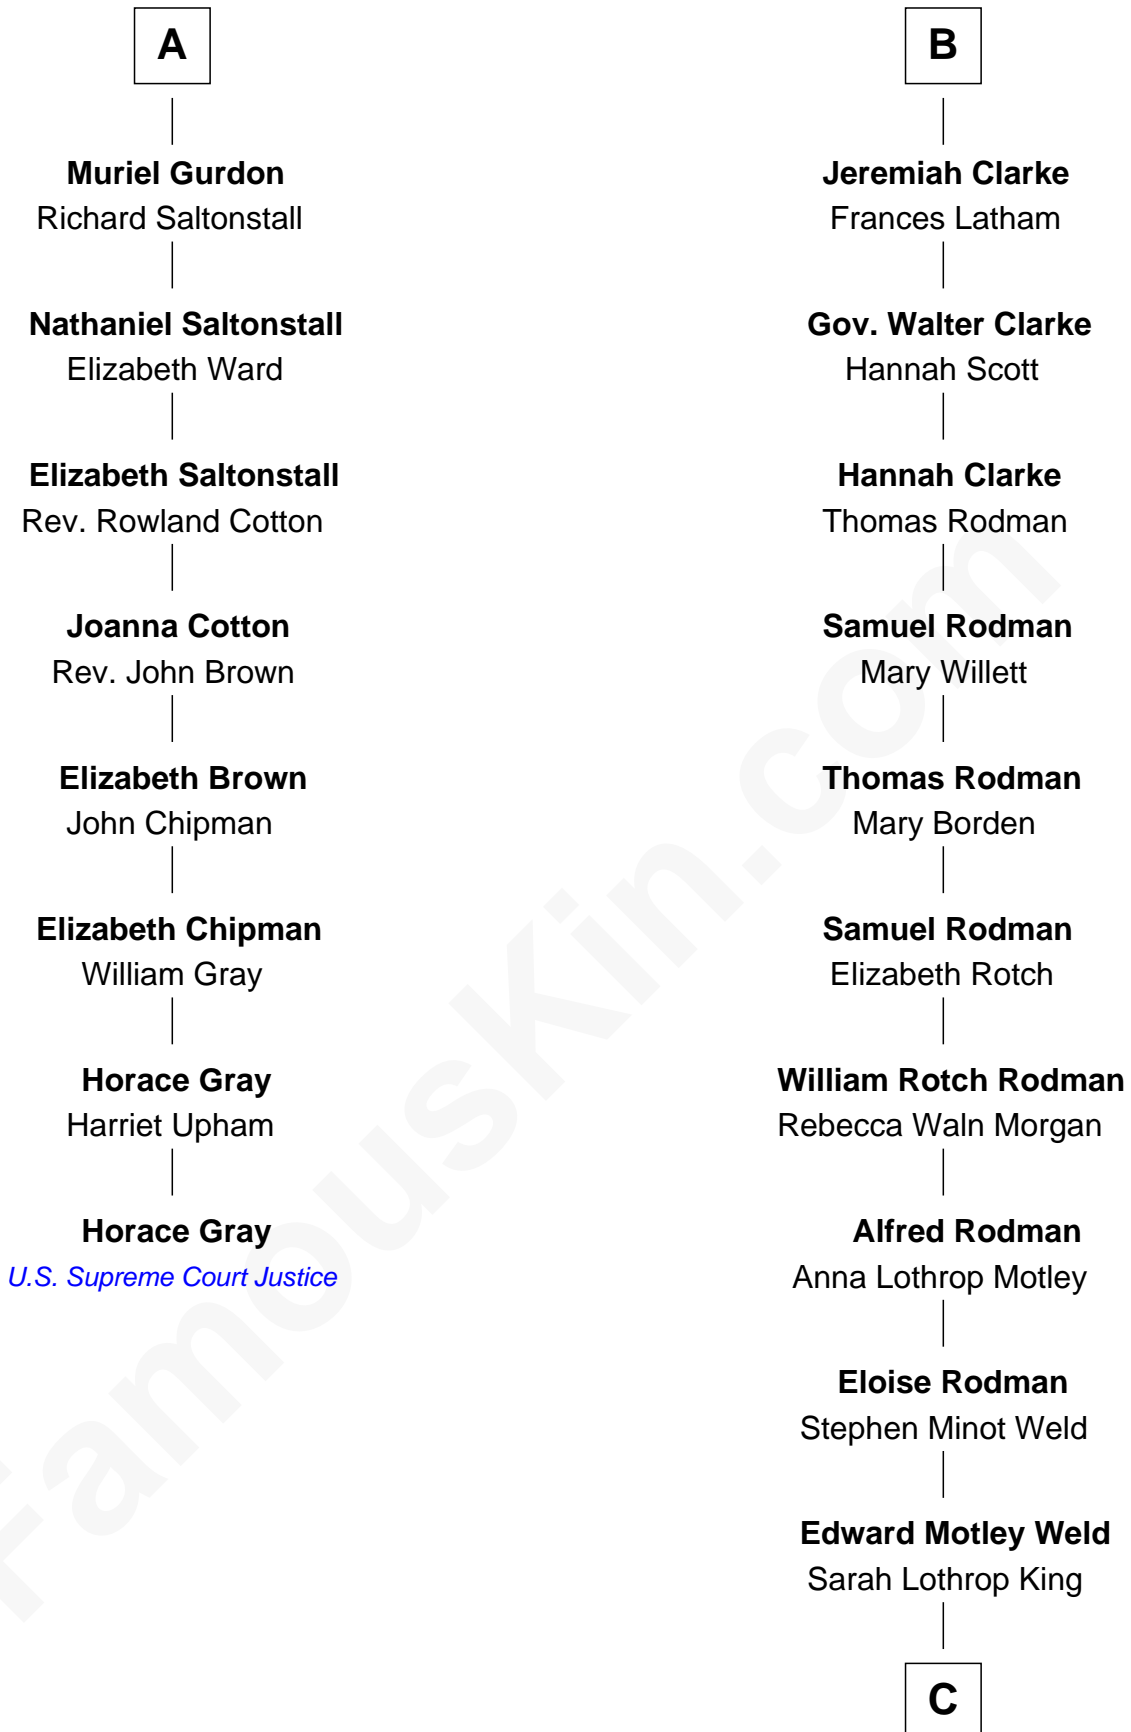 A
Muriel Gurdon
Richard Saltonstall
Nathaniel Saltonstall
Elizabeth Ward
Elizabeth Saltonstall
Rev. Rowland Cotton
Joanna Cotton
Rev. John Brown
Elizabeth Brown
John Chipman
Elizabeth Chipman
William Gray
Horace Gray
Harriet Upham
Horace Gray
U.S. Supreme Court Justice
B
Jeremiah Clarke
Frances Latham
Gov. Walter Clarke
Hannah Scott
Hannah Clarke
Thomas Rodman
Samuel Rodman
Mary Willett
Thomas Rodman
Mary Borden
Samuel Rodman
Elizabeth Rotch
William Rotch Rodman
Rebecca Waln Morgan
Alfred Rodman
Anna Lothrop Motley
Eloise Rodman
Stephen Minot Weld
Edward Motley Weld
Sarah Lothrop King
C
FamousKin.com